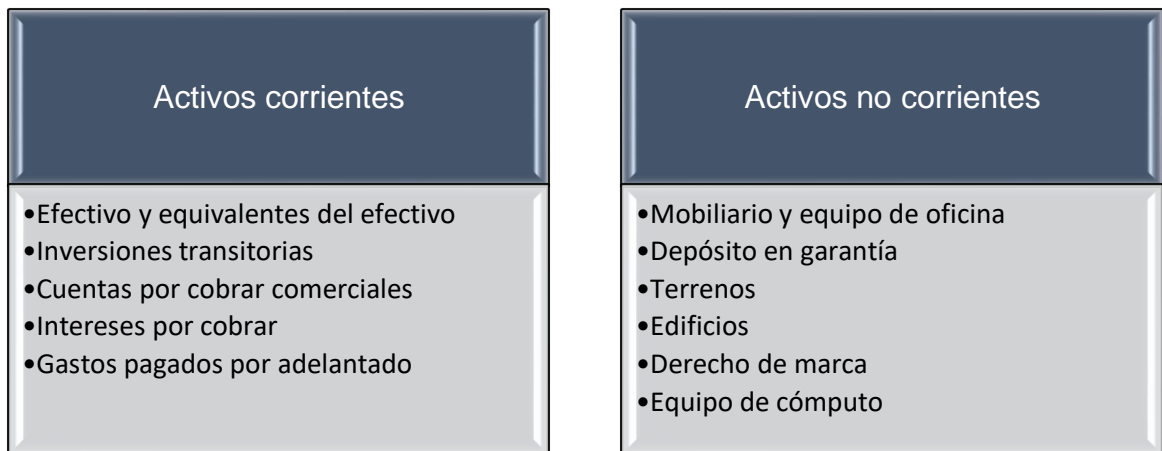 Activos corrientes
•Efectivo y equivalentes del efectivo
•Inversiones transitorias
•Cuentas por cobrar comerciales
•Intereses por cobrar
•Gastos pagados por adelantado
Activos no corrientes
•Mobiliario y equipo de oficina
•Depósito en garantía
•Terrenos
•Edificios
•Derecho de marca
•Equipo de cómputo